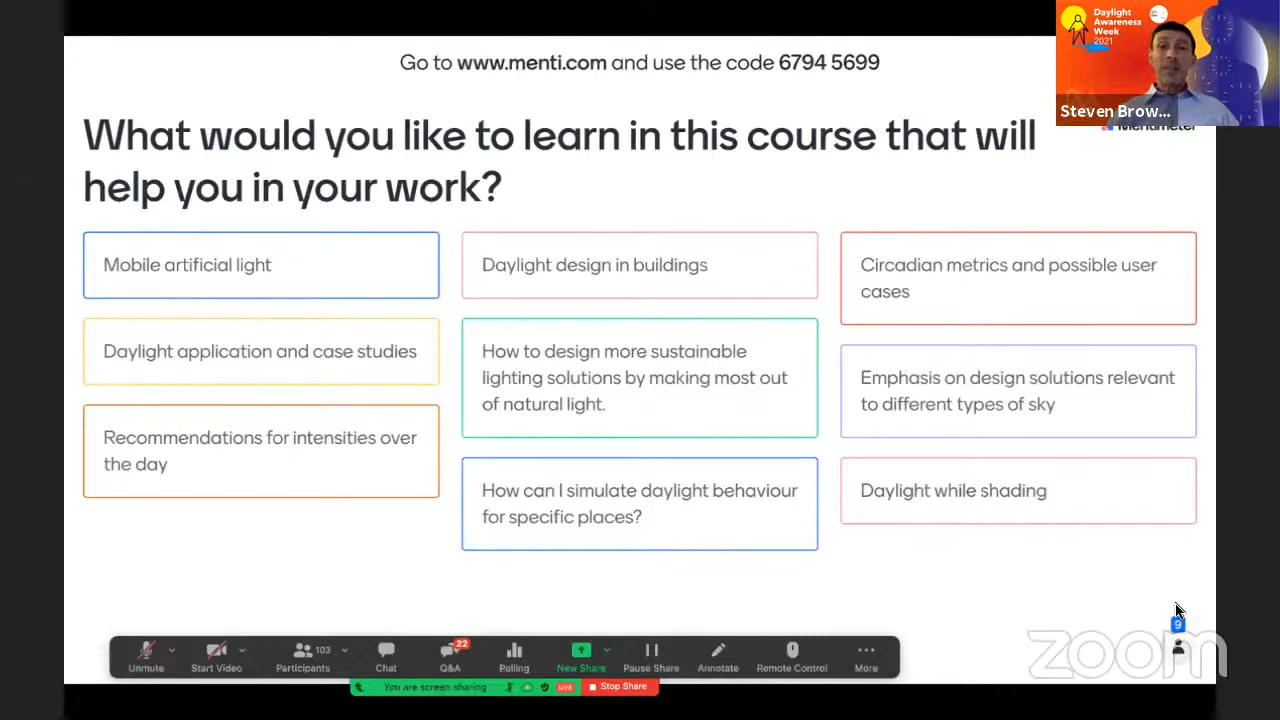 Go to www.menti.com and use the code 6794 5699
Daylight
Awareness
Week
2021
Steven Brow...
Mentimeter
What would you like to learn in this course that will
help you in your work?
Mobile artificial light
Daylight application and case studies
Recommendations for intensities over
the day
Daylight design in buildings
How to design more sustainable
lighting solutions by making most out
of natural light.
How can I simulate daylight behaviour
for specific places?
Circadian metrics and possible user
cases
Emphasis on design solutions relevant
to different types of sky
Daylight while shading
9
zoom
103
22
Unmute
Start Video
Participants
Chat
Q&A
Polling
New Share
Pause Share
Annotate
Remote Control
More
You are screen sharing
LIVE
Stop Share